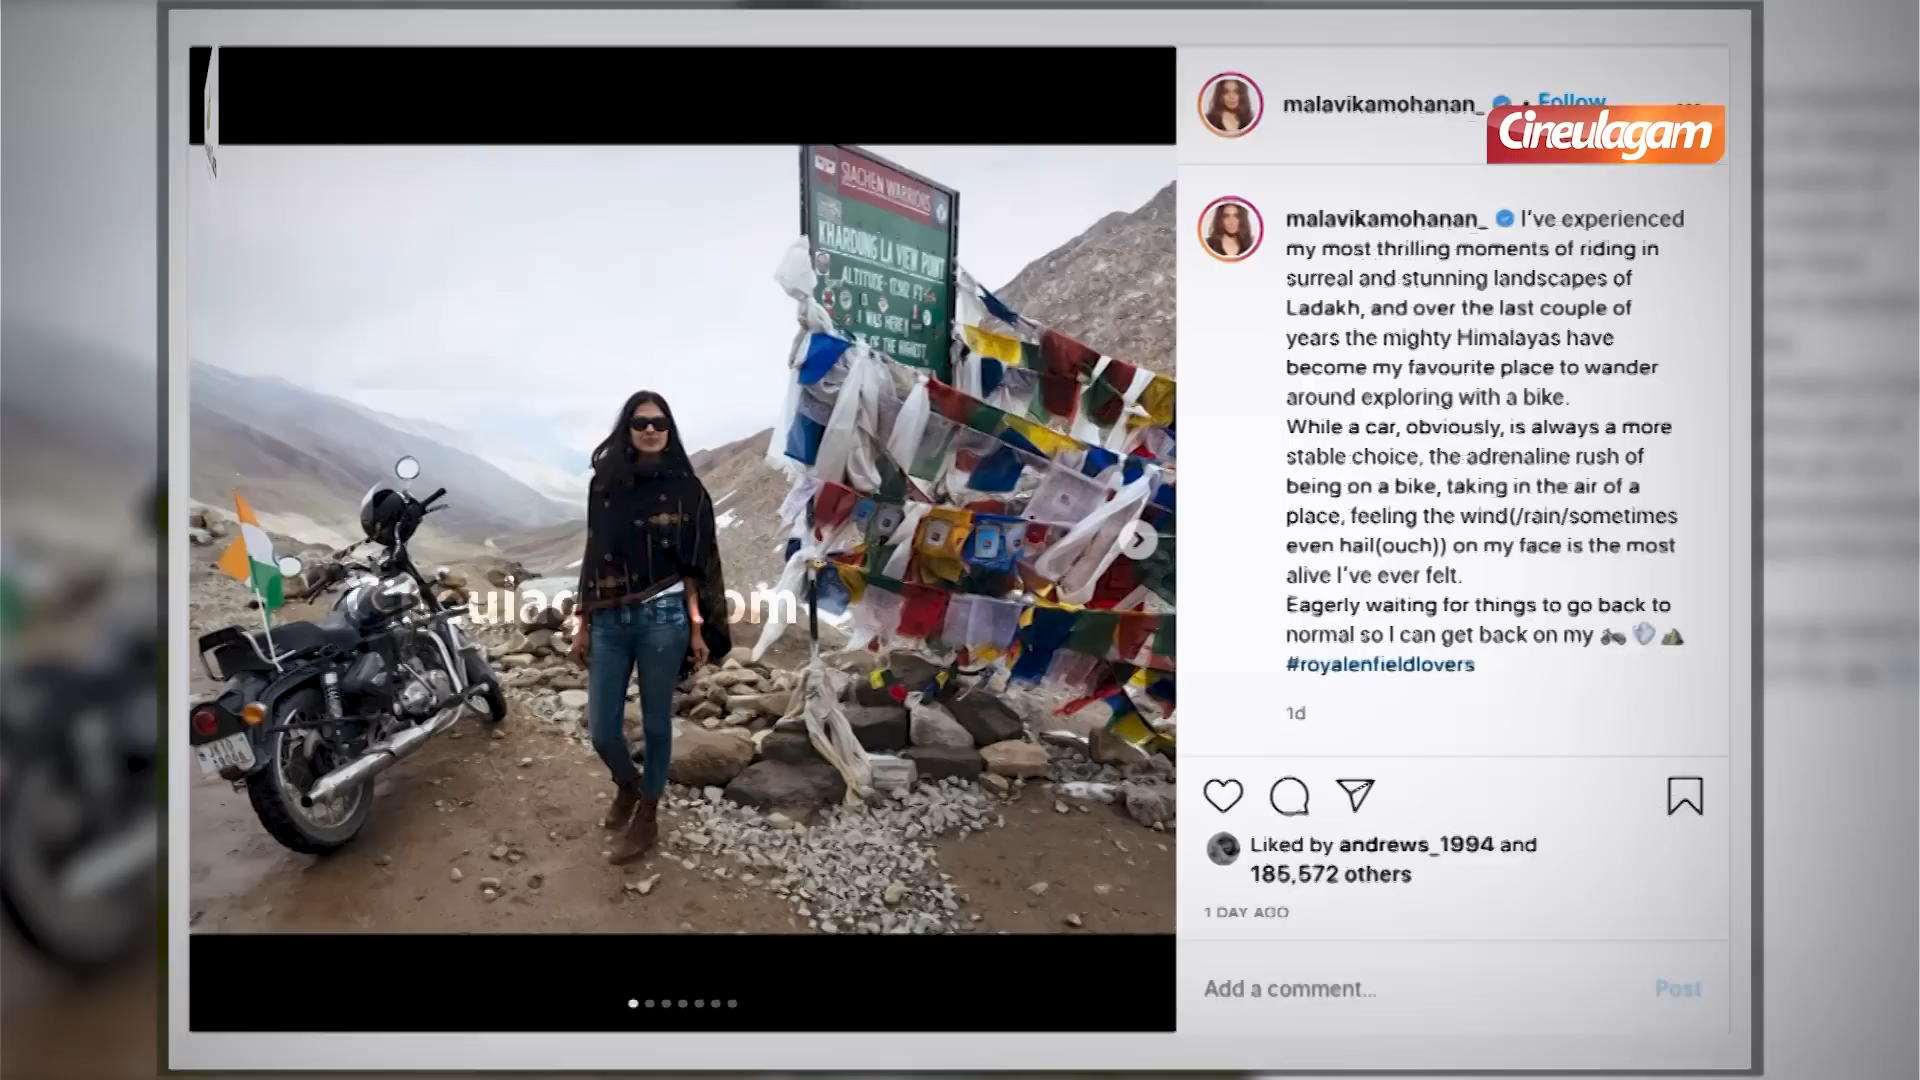 malavikamohanan_ • Follow
Cineulagam
SIACHEN WARRIORS
KHARDUNG LA VIEW POINT
I WAS HERE!
OF THE HIGHEST
malavikamohanan_ I've experienced
my most thrilling moments of riding in
surreal and stunning landscapes of
Ladakh, and over the last couple of
years the mighty Himalayas have
become my favourite place to wander
around exploring with a bike.
While a car, obviously, is always a more
stable choice, the adrenaline rush of
being on a bike, taking in the air of a
place, feeling the wind(/rain/sometimes
even hail(ouch)) on my face is the most
alive I've ever felt.
Eagerly waiting for things to go back to
normal so I can get back on my 🏍️ 🤍 ⛰️
#royalenfieldlovers
1d
Liked by andrews_1994 and
185,572 others
1 DAY AGO
Add a comment... Post